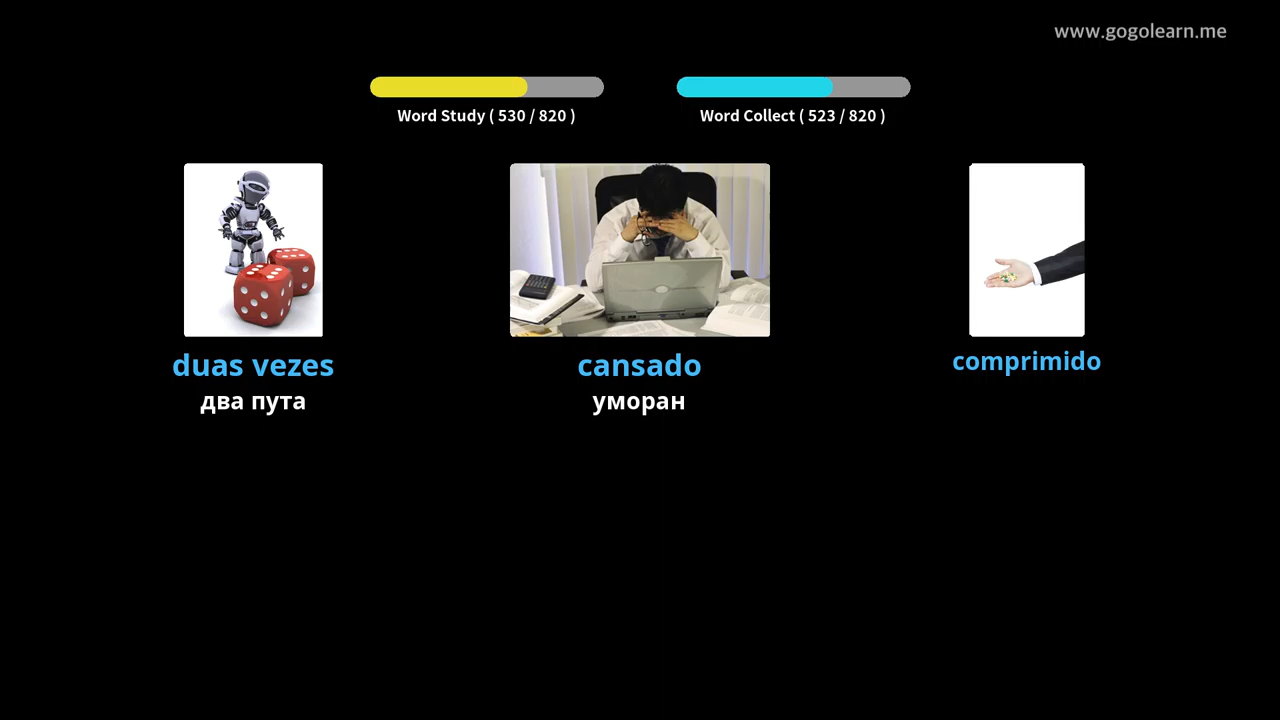 www.gogolearn.me
Word Study ( 530 / 820 )
Word Collect ( 523 / 820 )
duas vezes
два пута
cansado
уморан
comprimido